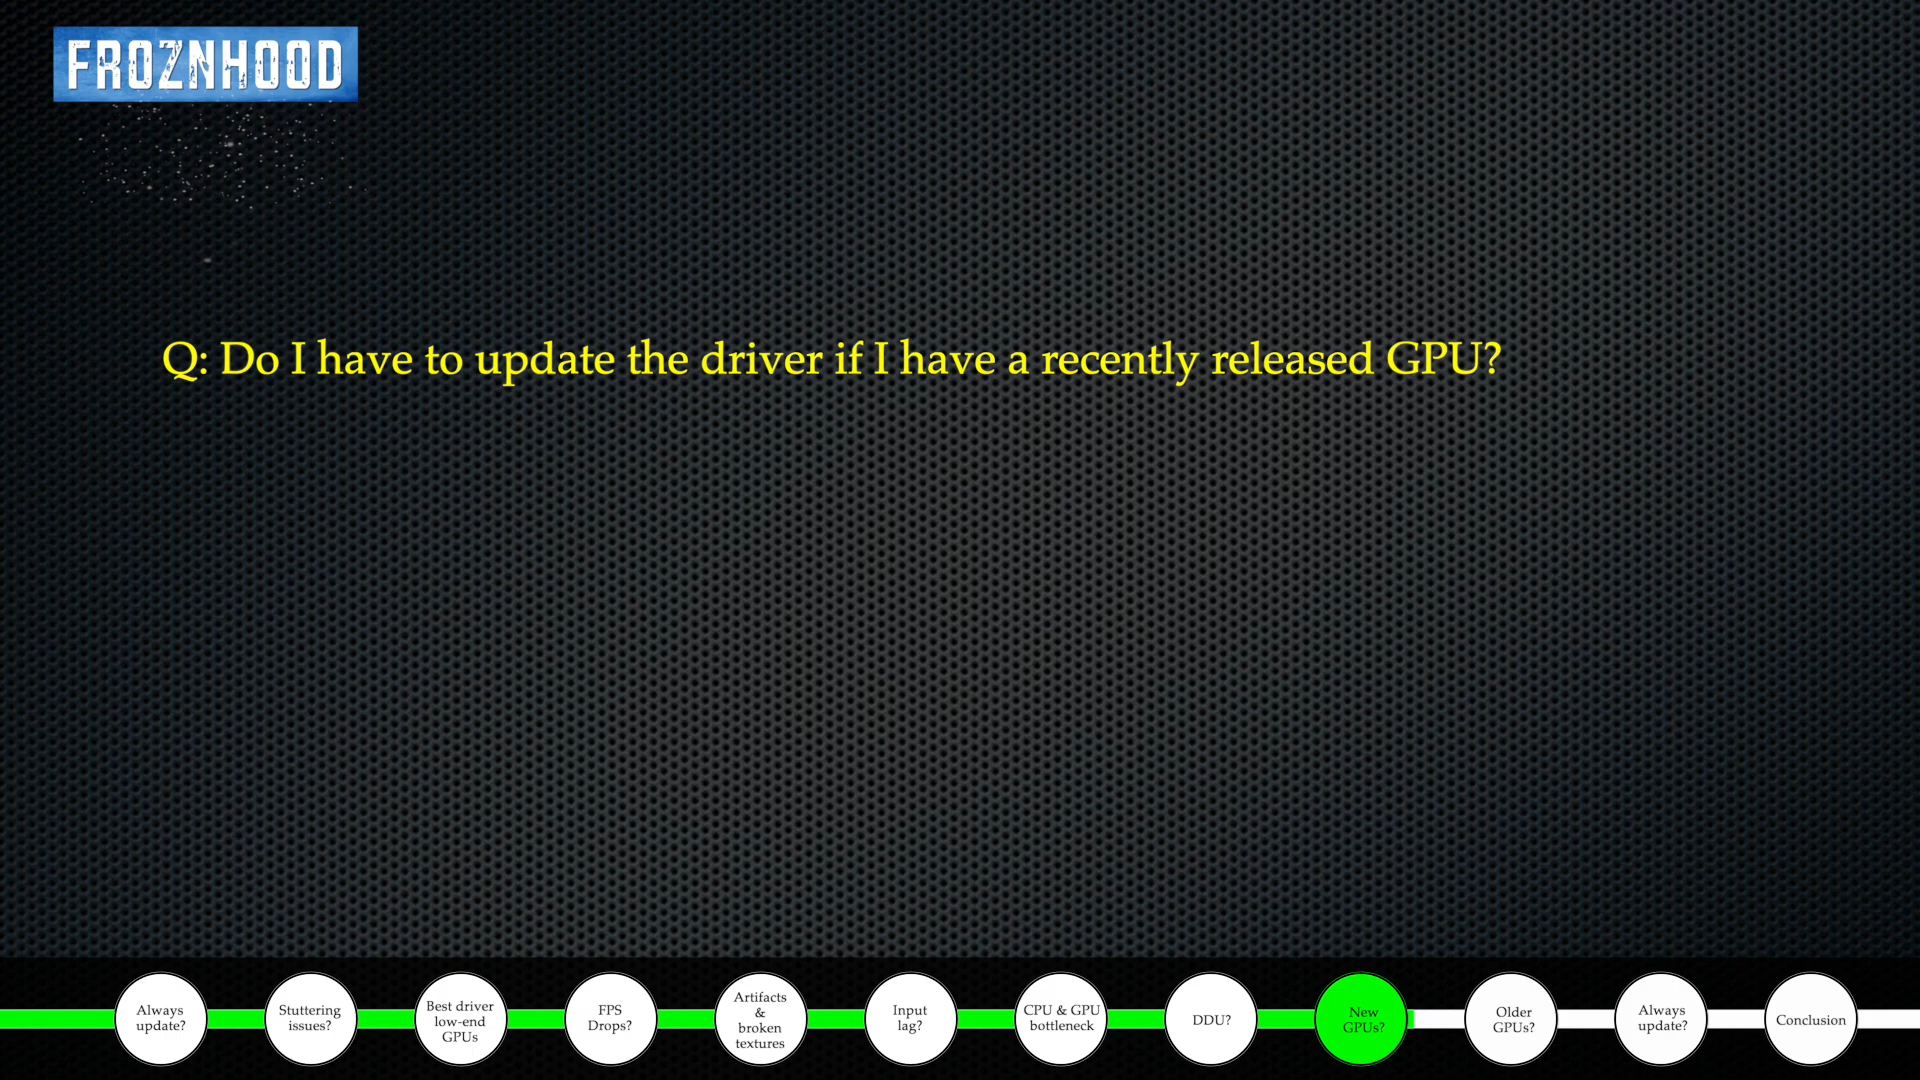 FROZNHOOD
Q: Do I have to update the driver if I have a recently released GPU?
Always
update?
Stuttering
issues?
Best driver
low-end
GPUs
FPS
Drops?
Artifacts
&
broken
textures
Input
lag?
CPU & GPU
bottleneck
DDU?
New
GPUs?
Older
GPUs?
Always
update?
Conclusion